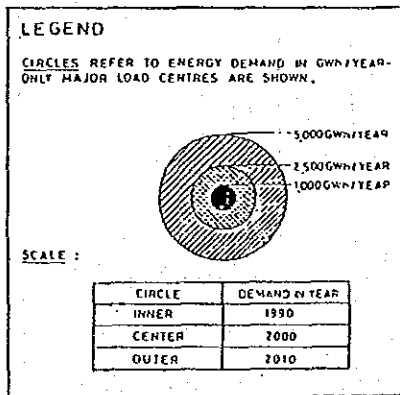 LEGEND
CIRCLES REFER TO ENERGY DEMAND IN GWH/YEAR-
ONLY MAJOR LOAD CENTRES ARE SHOWN.
5,000GWH/YEAR
2,500GWH/YEAR
1,000GWH/YEAR
SCALE :
CIRCLE DEMAND IN YEAR
INNER 1990
CENTER 2000
OUTER 2010